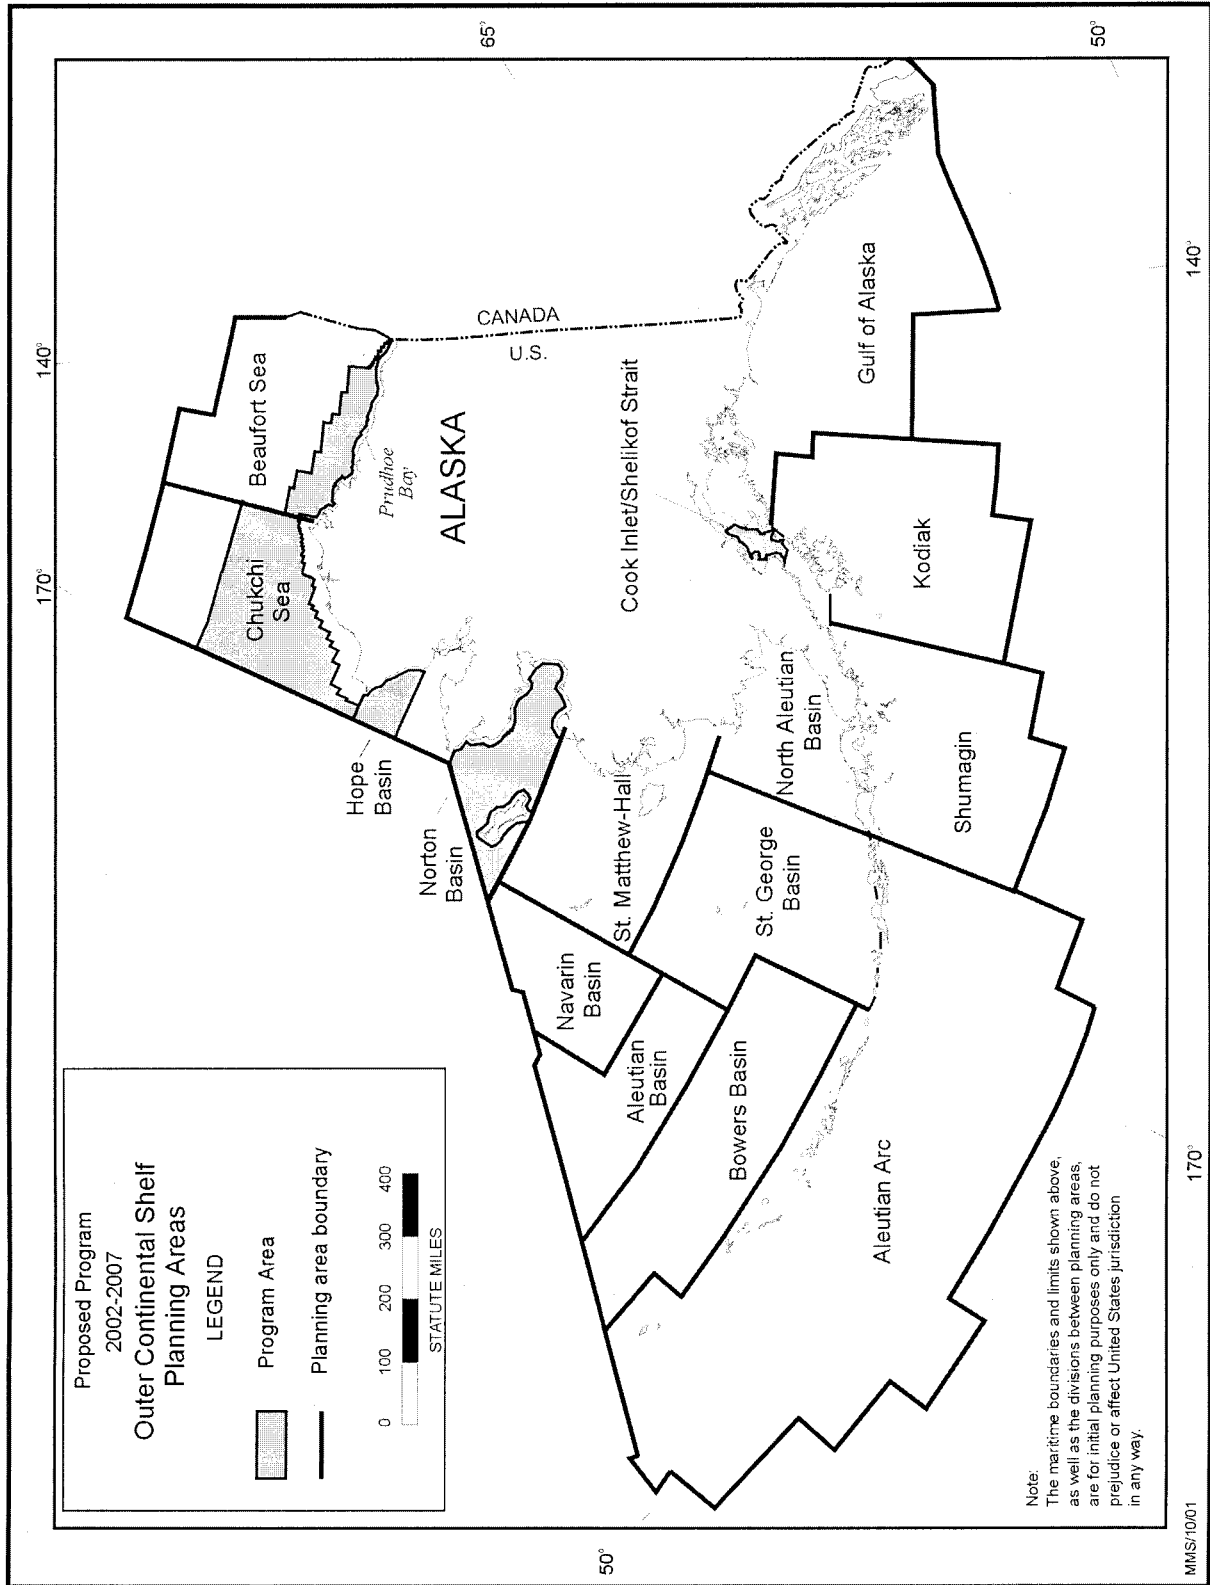 Proposed Program
2002-2007
Outer Continental Shelf
Planning Areas
LEGEND
Program Area
Planning area boundary
0 100 200 300 400
STATUTE MILES
170°
140°
65°
50°
50°
170°
140°
Beaufort Sea
Chukchi
Sea
Prudhoe
Bay
ALASKA
CANADA
U.S.
Hope
Basin
Norton
Basin
Navarin
Basin
St. Matthew-Hall
Aleutian
Basin
Bowers Basin
St. George
Basin
North Aleutian
Basin
Cook Inlet/Shelikof Strait
Gulf of Alaska
Kodiak
Shumagin
Aleutian Arc
Note:
The maritime boundaries and limits shown above,
as well as the divisions between planning areas,
are for initial planning purposes only and do not
prejudice or affect United States jurisdiction
in any way.
MMS/10/01